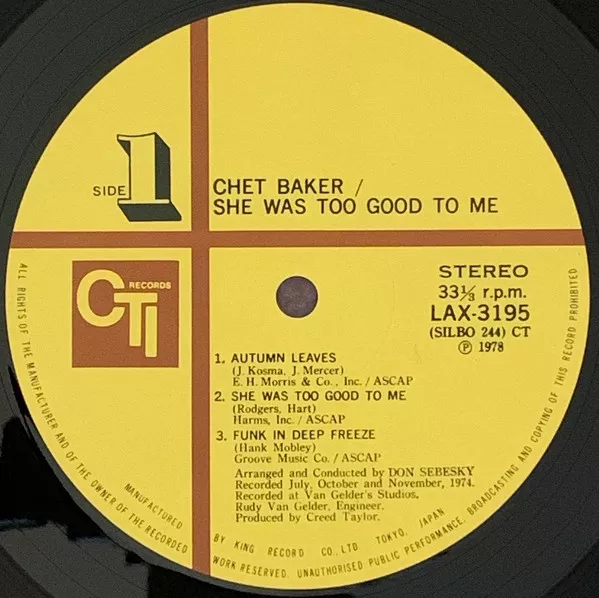 SIDE 1
CHET BAKER /
SHE WAS TOO GOOD TO ME
CTI RECORDS
STEREO
33⅓ r.p.m.
LAX-3195
(SILBO 244) CT
Ⓟ 1978
1. AUTUMN LEAVES
(J. Kosma, J. Mercer)
E. H. Morris & Co., Inc. / ASCAP
2. SHE WAS TOO GOOD TO ME
(Rodgers, Hart)
Harms, Inc. / ASCAP
3. FUNK IN DEEP FREEZE
(Hank Mobley)
Groove Music Co. / ASCAP
Arranged and Conducted by DON SEBESKY
Recorded July, October and November, 1974.
Recorded at Van Gelder's Studios,
Rudy Van Gelder, Engineer.
Produced by Creed Taylor.
MANUFACTURED BY KING RECORD CO., LTD TOKYO, JAPAN
ALL RIGHTS OF THE MANUFACTURER AND OF THE OWNER OF THE RECORDED WORK RESERVED. UNAUTHORISED PUBLIC PERFORMANCE, BROADCASTING AND COPYING OF THIS RECORD PROHIBITED